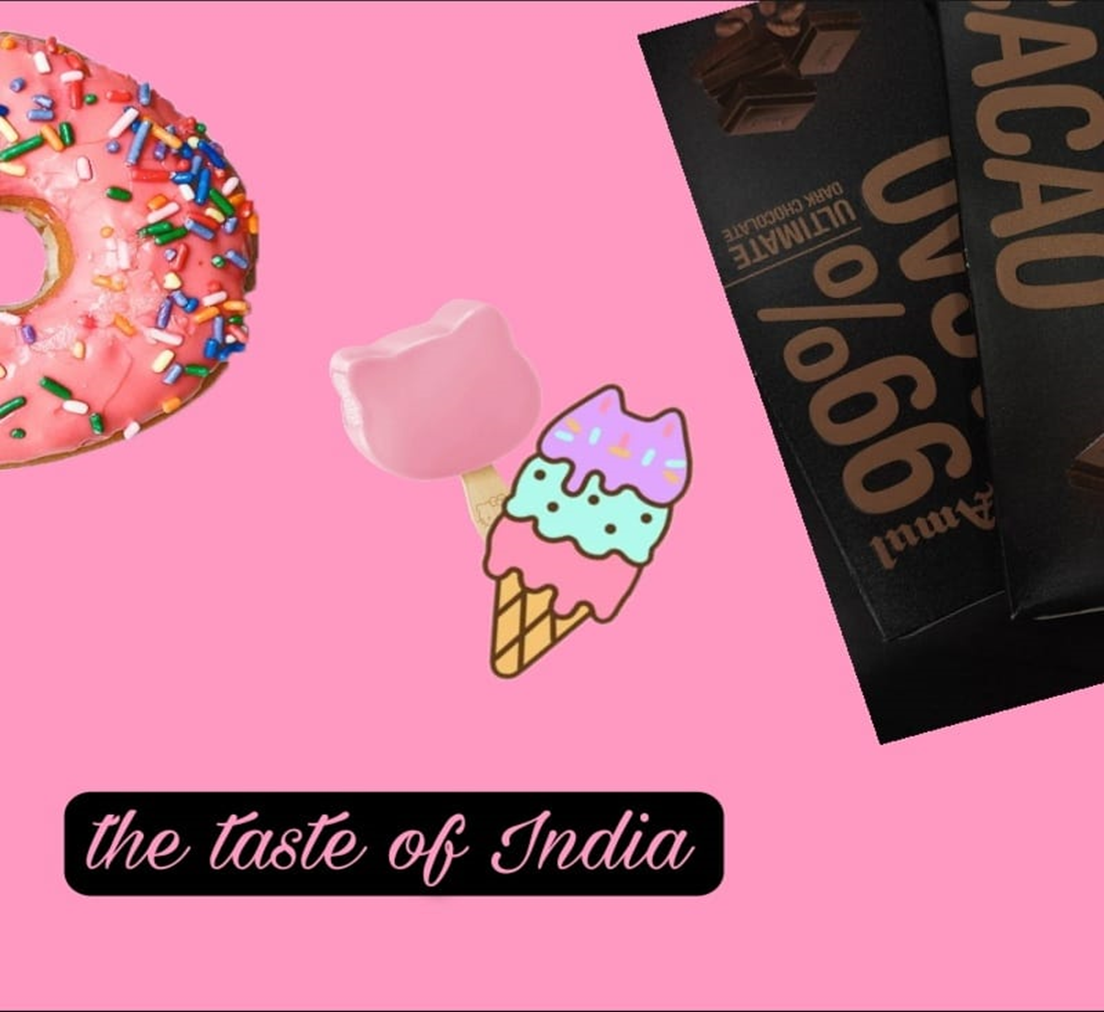 CACAO
Amul
99%
ULTIMATE
DARK CHOCOLATE
the taste of India